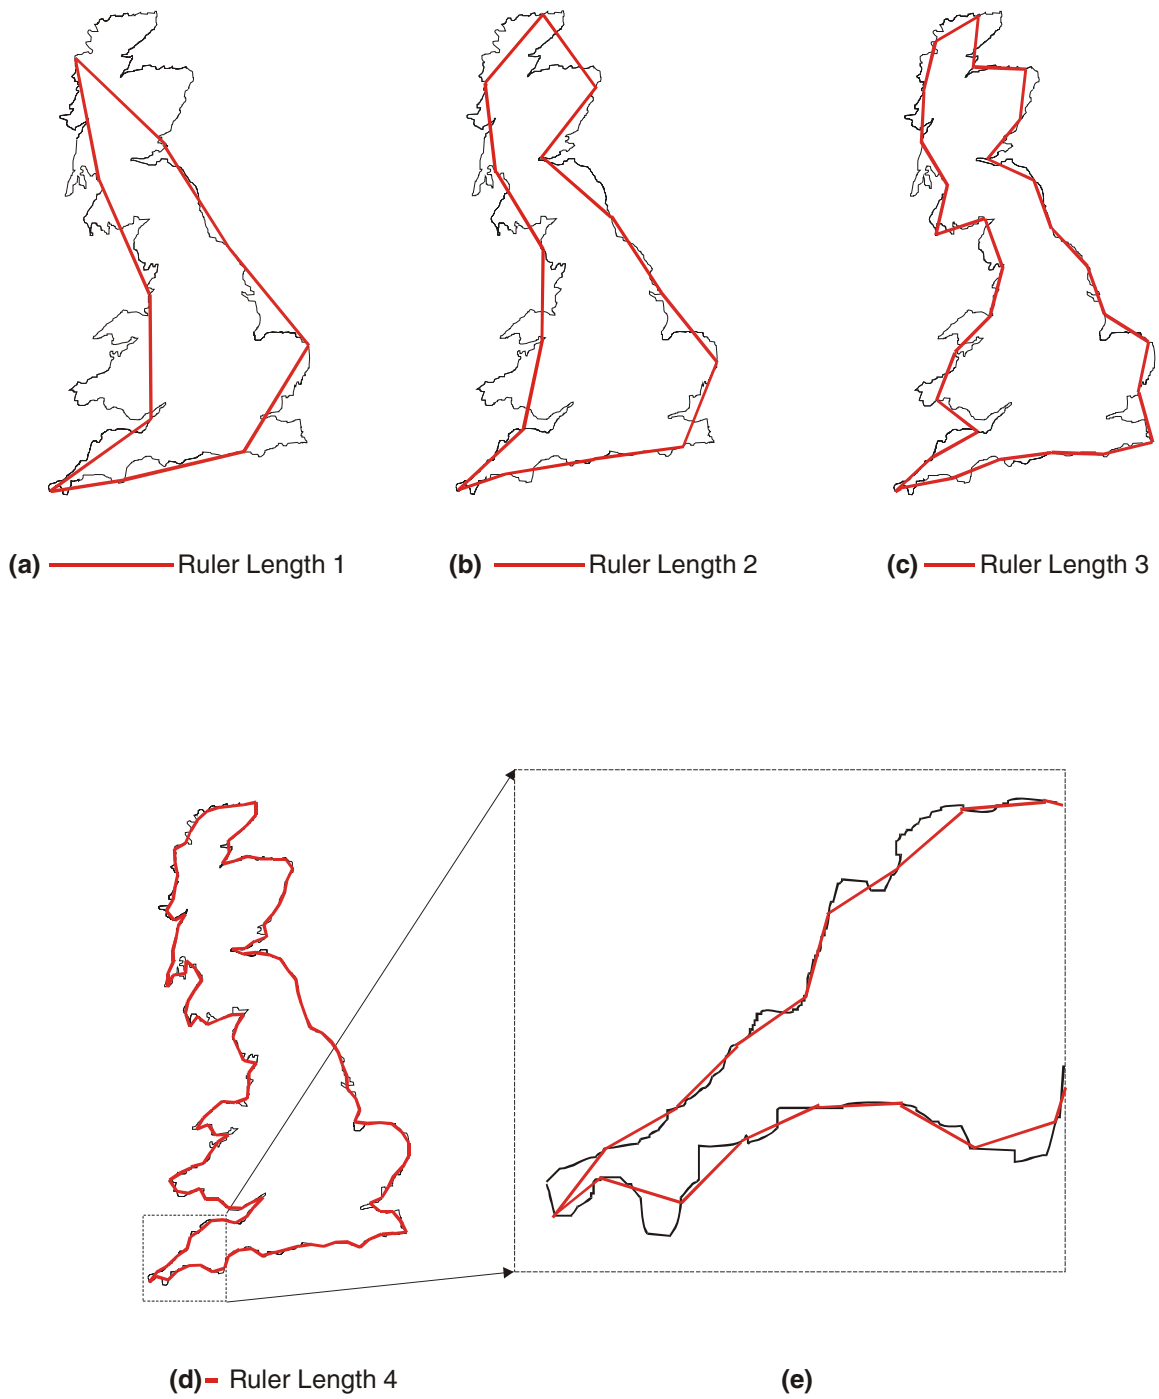 (a) Ruler Length 1
(b) Ruler Length 2
(c) Ruler Length 3
(d) Ruler Length 4
(e)